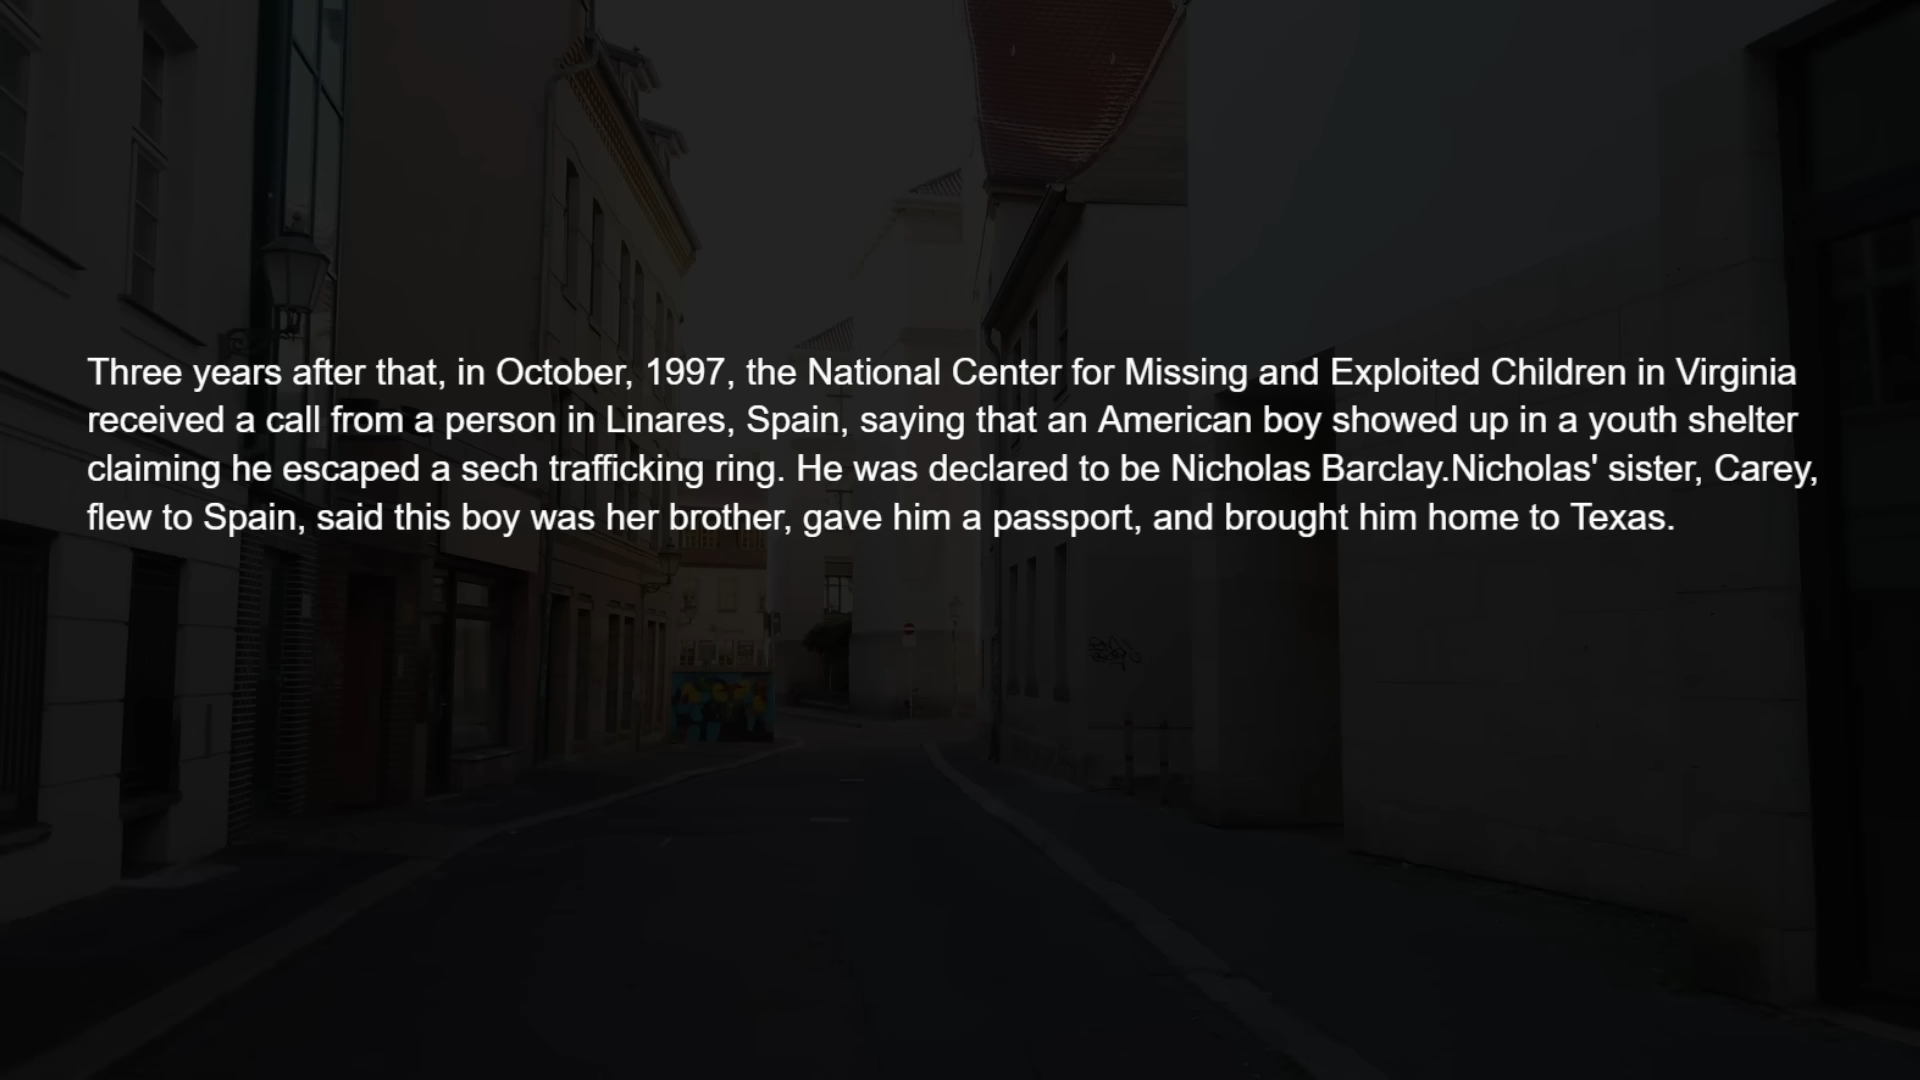 Three years after that, in October, 1997, the National Center for Missing and Exploited Children in Virginia
received a call from a person in Linares, Spain, saying that an American boy showed up in a youth shelter
claiming he escaped a sech trafficking ring. He was declared to be Nicholas Barclay.Nicholas' sister, Carey,
flew to Spain, said this boy was her brother, gave him a passport, and brought him home to Texas.